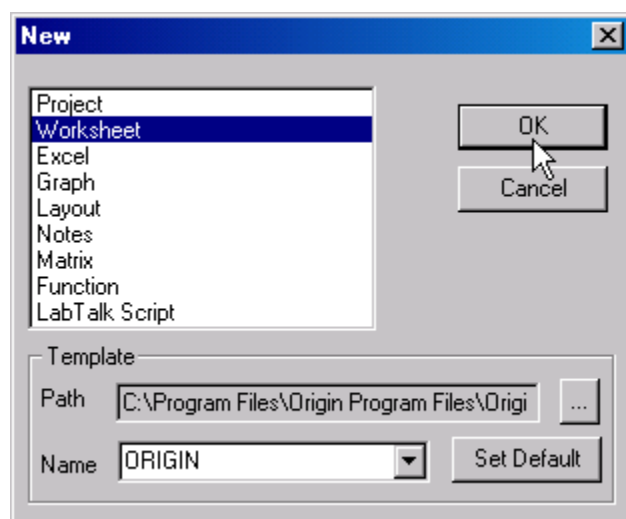 New
Project
Worksheet
Excel
Graph
Layout
Notes
Matrix
Function
LabTalk Script
OK
Cancel
Template
Path C:\Program Files\Origin Program Files\Origi ...
Name ORIGIN Set Default